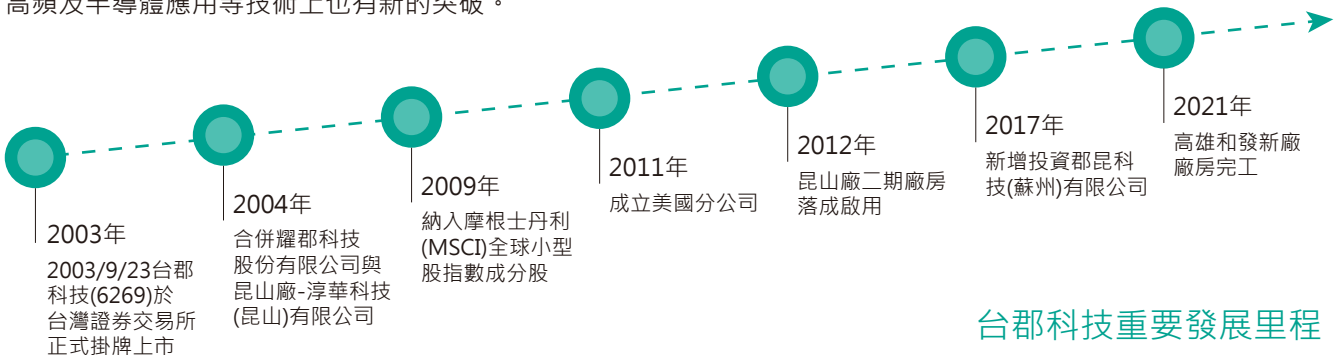 高頻及半導體應用等技術上也有新的突破。
2003年
2003/9/23台郡
科技(6269)於
台灣證券交易所
正式掛牌上市
2004年
合併耀郡科技
股份有限公司與
昆山廠-淳華科技
(昆山)有限公司
2009年
納入摩根士丹利
(MSCI)全球小型
股指數成分股
2011年
成立美國分公司
2012年
昆山廠二期廠房
落成啟用
2017年
新增投資郡昆科
技(蘇州)有限公司
2021年
高雄和發新廠
廠房完工
台郡科技重要發展里程